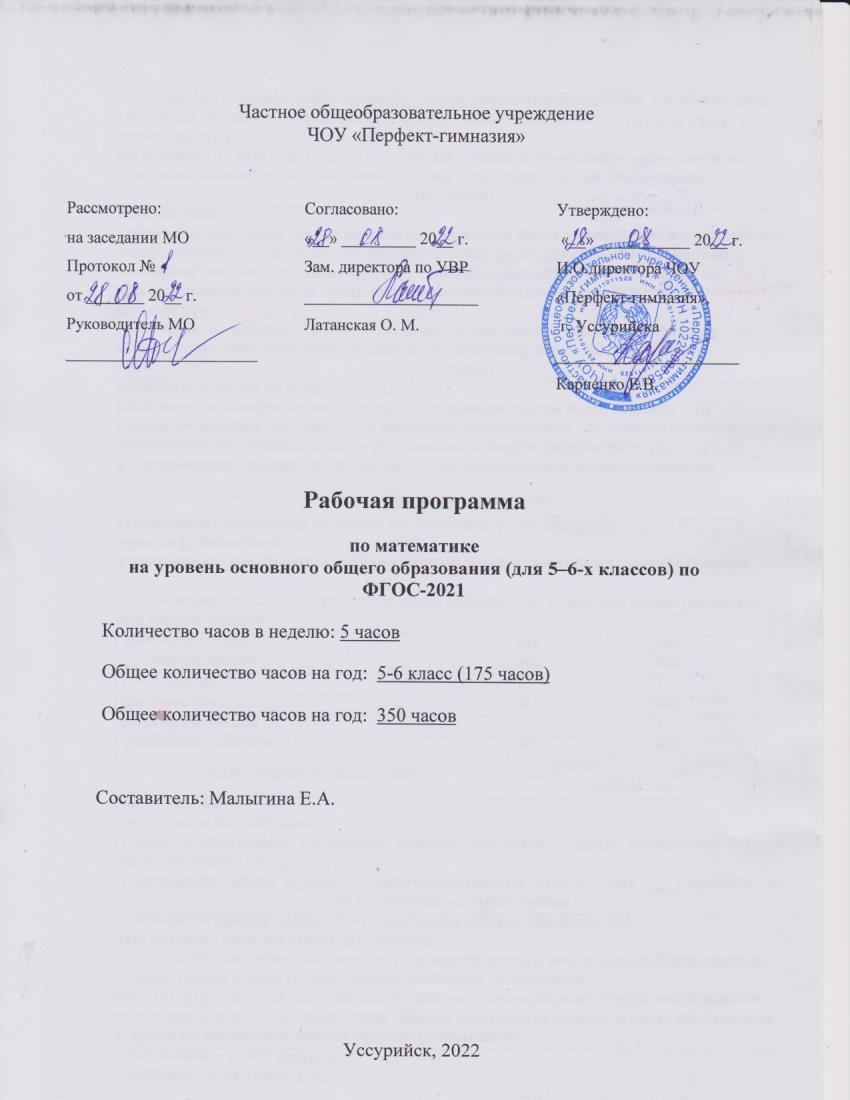 Частное общеобразовательное учреждение
ЧОУ «Перфект-гимназия»
Рассмотрено:
на заседании МО
Протокол № 1
от 28 08 2022 г.
Руководитель МО
Согласовано:
«28» 08 2022 г.
Зам. директора по УВР
Латанская О. М.
Утверждено:
«28» 08 2022 г.
И.О.директора ЧОУ
«Перфект-гимназия»
г. Уссурийска
Карпенко Е.В.
Рабочая программа
по математике
на уровень основного общего образования (для 5–6-х классов) по
ФГОС-2021
Количество часов в неделю: 5 часов
Общее количество часов на год: 5-6 класс (175 часов)
Общее количество часов на год: 350 часов
Составитель: Малыгина Е.А.
Уссурийск, 2022